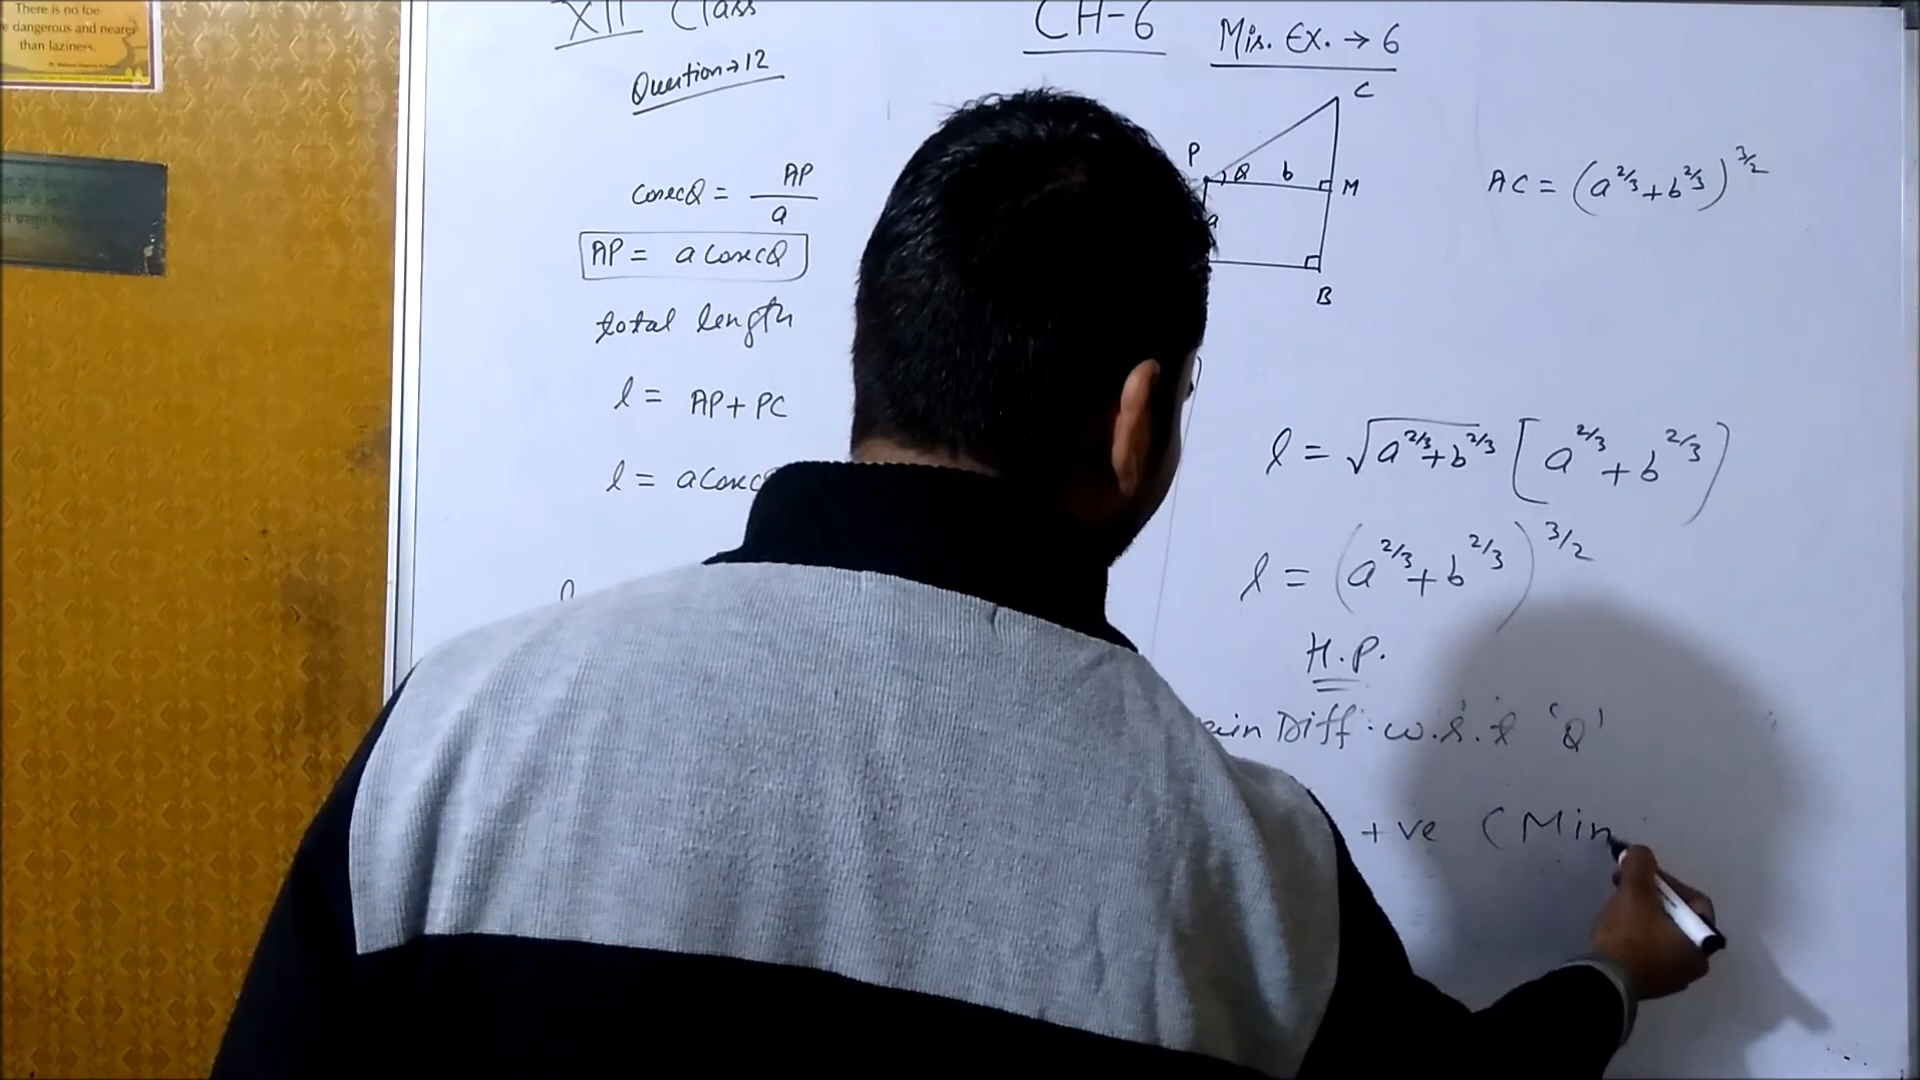 There is no foe
dangerous and nearer
than laziness.
XII Class
CH-6
Mis. Ex. → 6
Question → 12
cosecθ = AP/a
AP = a cosecθ
total length
l = AP + PC
l = a cosec
C
P
θ
b
M
a
B
AC = (a^2/3 + b^2/3)^3/2
l = √a^2/3 + b^2/3 [a^2/3 + b^2/3]
l = (a^2/3 + b^2/3)^3/2
H.P.
Diff. w.r.t 'θ'
+ve (Min